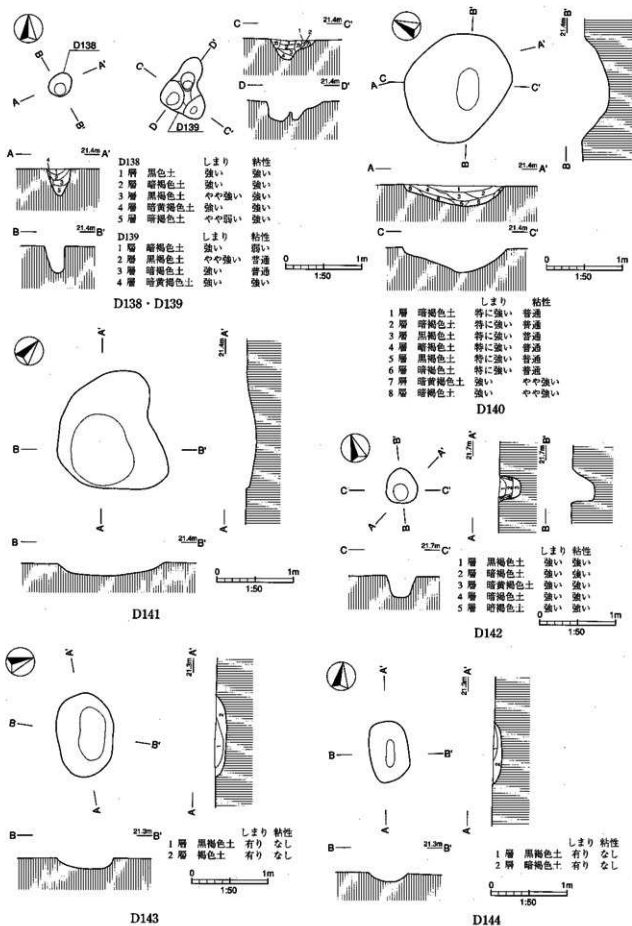 D138
B
A'
A
B'
D'
C
D
D139
C'
C 21.4m C'
1 2
D 21.4m D'
A 21.4m A'
4
B 21.4m B'
D138 しまり 粘性
1 層 黒色土 強い 強い
2 層 暗褐色土 強い 強い
3 層 黒褐色土 やや強い 強い
4 層 暗黄褐色土 強い 強い
5 層 暗褐色土 やや弱い 強い
D139 しまり 粘性
1 層 暗褐色土 強い 弱い
2 層 黒褐色土 やや強い 普通
3 層 暗褐色土 強い 普通
4 層 暗黄褐色土 強い 強い
0 1m
1:50
D138・D139
B'
A'
C
A
C'
B
21.4m B'
B
A 21.4m A'
C 21.4m C'
0 1m
1:50
しまり 粘性
1 層 暗褐色土 特に強い 普通
2 層 暗褐色土 特に強い 普通
3 層 黒褐色土 特に強い 普通
4 層 暗褐色土 特に強い 普通
5 層 黒褐色土 特に強い 普通
6 層 暗褐色土 特に強い 普通
7 層 暗黄褐色土 強い やや強い
8 層 暗褐色土 強い やや強い
D140
A'
B B'
A
21.4m A'
A
B 21.4m B'
0 1m
1:50
D141
B'
A'
C C'
A
B
21.7m A'
A
21.7m B'
B
C 21.7m C'
しまり 粘性
1 層 黒褐色土 強い 強い
2 層 暗褐色土 強い 強い
3 層 暗黄褐色土 強い 強い
4 層 暗褐色土 強い 強い
5 層 暗褐色土 強い 強い
0 1m
1:50
D142
A'
B
B'
A
21.3m A'
2
1
A
B 21.3m B'
しまり 粘性
1 層 黒褐色土 有り なし
2 層 褐色土 有り なし
0 1m
1:50
D143
A'
B B'
A
21.3m A'
A
B 21.3m B'
しまり 粘性
1 層 黒褐色土 有り なし
2 層 暗褐色土 有り なし
0 1m
1:50
D144